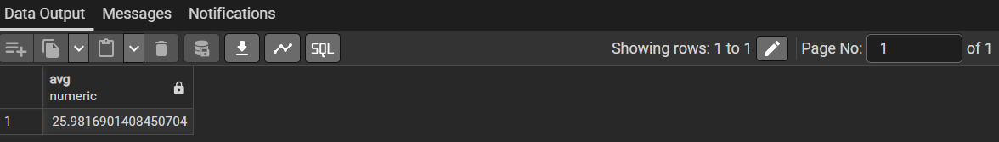 Data Output Messages Notifications
SQL Showing rows: 1 to 1 Page No: 1 of 1
avg
numeric
1 25.9816901408450704